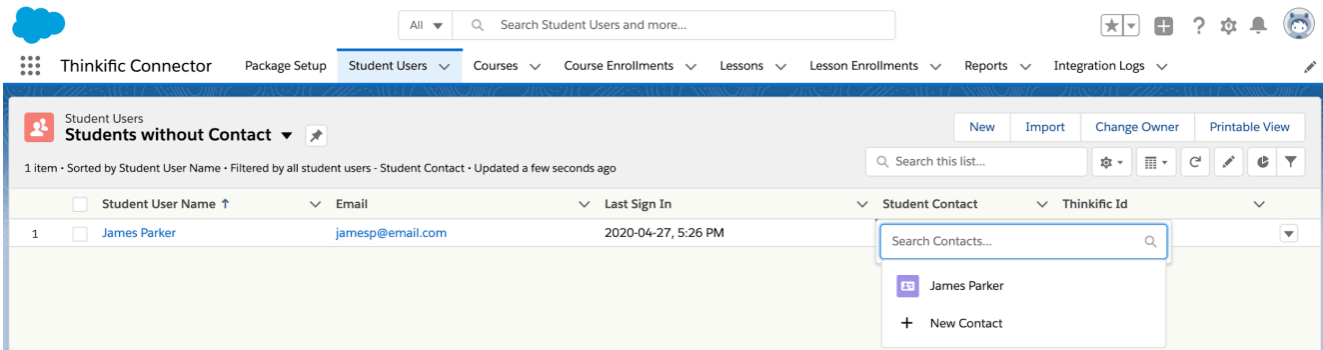 All Search Student Users and more...
Thinkific Connector Package Setup Student Users Courses Course Enrollments Lessons Lesson Enrollments Reports Integration Logs
Student Users
Students without Contact
New Import Change Owner Printable View
1 item • Sorted by Student User Name • Filtered by all student users - Student Contact • Updated a few seconds ago
Search this list...
Student User Name Email Last Sign In Student Contact Thinkific Id
1 James Parker jamesp@email.com 2020-04-27, 5:26 PM
Search Contacts...
James Parker
New Contact